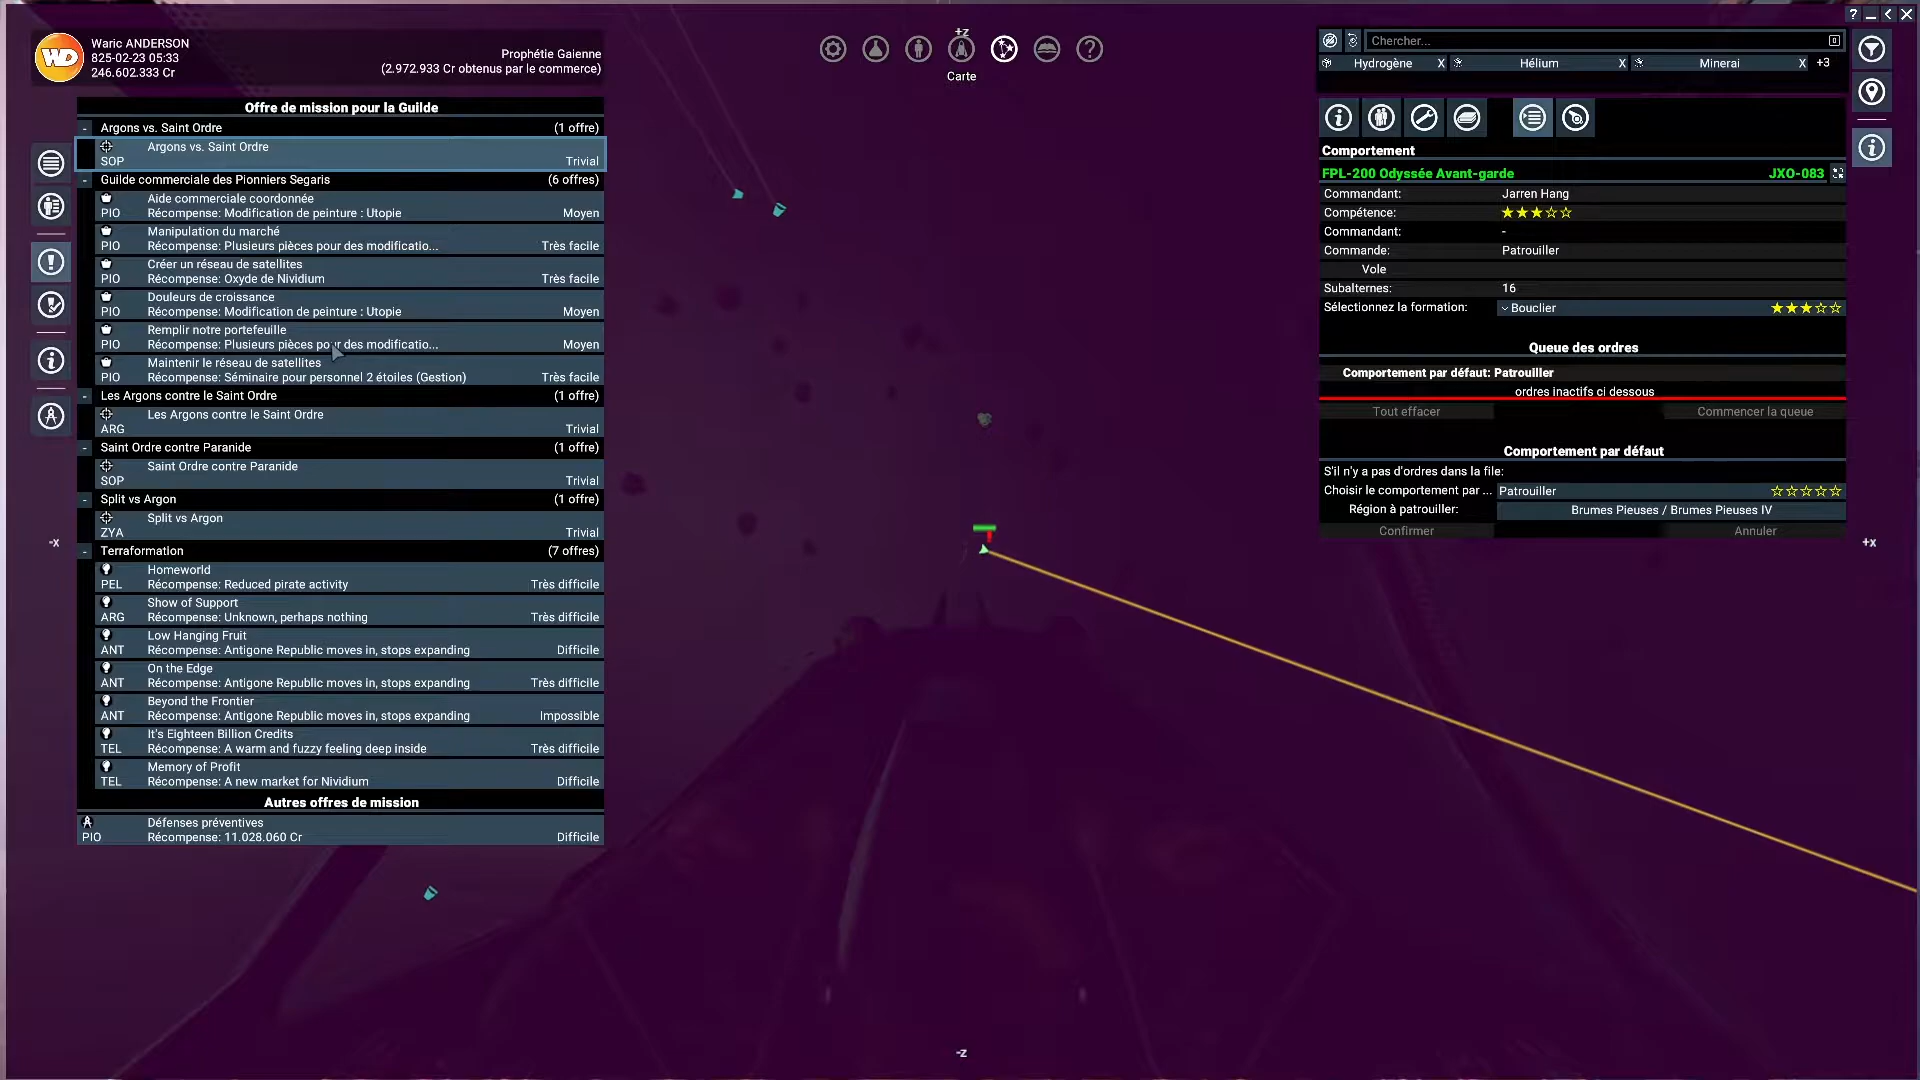 WD
Waric ANDERSON
825-02-23 05:33
246.602.333 Cr
Prophétie Gaienne
(2.972.933 Cr obtenus par le commerce)
Offre de mission pour la Guilde
- Argons vs. Saint Ordre (1 offre)
Argons vs. Saint Ordre
SOP Trivial
- Guilde commerciale des Pionniers Segaris (6 offres)
Aide commerciale coordonnée
PIO Récompense: Modification de peinture : Utopie Moyen
Manipulation du marché
PIO Récompense: Plusieurs pièces pour des modificatio... Très facile
Créer un réseau de satellites
PIO Récompense: Oxyde de Nividium Très facile
Douleurs de croissance
PIO Récompense: Modification de peinture : Utopie Moyen
Remplir notre portefeuille
PIO Récompense: Plusieurs pièces pour des modificatio... Moyen
Maintenir le réseau de satellites
PIO Récompense: Séminaire pour personnel 2 étoiles (Gestion) Très facile
- Les Argons contre le Saint Ordre (1 offre)
Les Argons contre le Saint Ordre
ARG Trivial
- Saint Ordre contre Paranide (1 offre)
Saint Ordre contre Paranide
SOP Trivial
- Split vs Argon (1 offre)
Split vs Argon
ZYA Trivial
- Terraformation (7 offres)
Homeworld
PEL Récompense: Reduced pirate activity Très difficile
Show of Support
ARG Récompense: Unknown, perhaps nothing Très difficile
Low Hanging Fruit
ANT Récompense: Antigone Republic moves in, stops expanding Difficile
On the Edge
ANT Récompense: Antigone Republic moves in, stops expanding Très difficile
Beyond the Frontier
ANT Récompense: Antigone Republic moves in, stops expanding Impossible
It's Eighteen Billion Credits
TEL Récompense: A warm and fuzzy feeling deep inside Très difficile
Memory of Profit
TEL Récompense: A new market for Nividium Difficile
Autres offres de mission
Défenses préventives
PIO Récompense: 11.028.060 Cr Difficile
+z
Carte
-x
+x
-z
? _ < X
Chercher...
Hydrogène X Hélium X Minerai X +3
Comportement
FPL-200 Odyssée Avant-garde JXO-083
Commandant: Jarren Hang
Compétence: ★★★☆☆
Commandant: -
Commande: Patrouiller
Vole
Subalternes: 16
Sélectionnez la formation: Bouclier ★★★☆☆
Queue des ordres
Comportement par défaut: Patrouiller
ordres inactifs ci dessous
Tout effacer Commencer la queue
Comportement par défaut
S'il n'y a pas d'ordres dans la file:
Choisir le comportement par ... Patrouiller ☆☆☆☆☆
Région à patrouiller: Brumes Pieuses / Brumes Pieuses IV
Confirmer Annuler